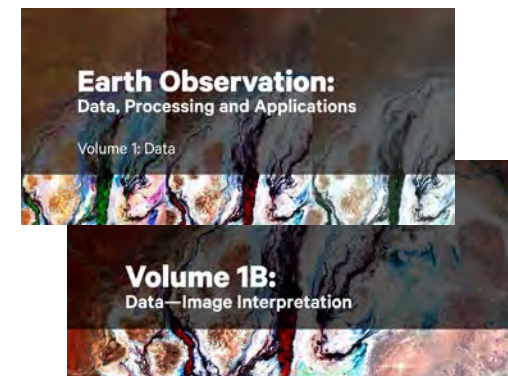 Earth Observation:
Data, Processing and Applications
Volume 1: Data
Volume 1B:
Data—Image Interpretation